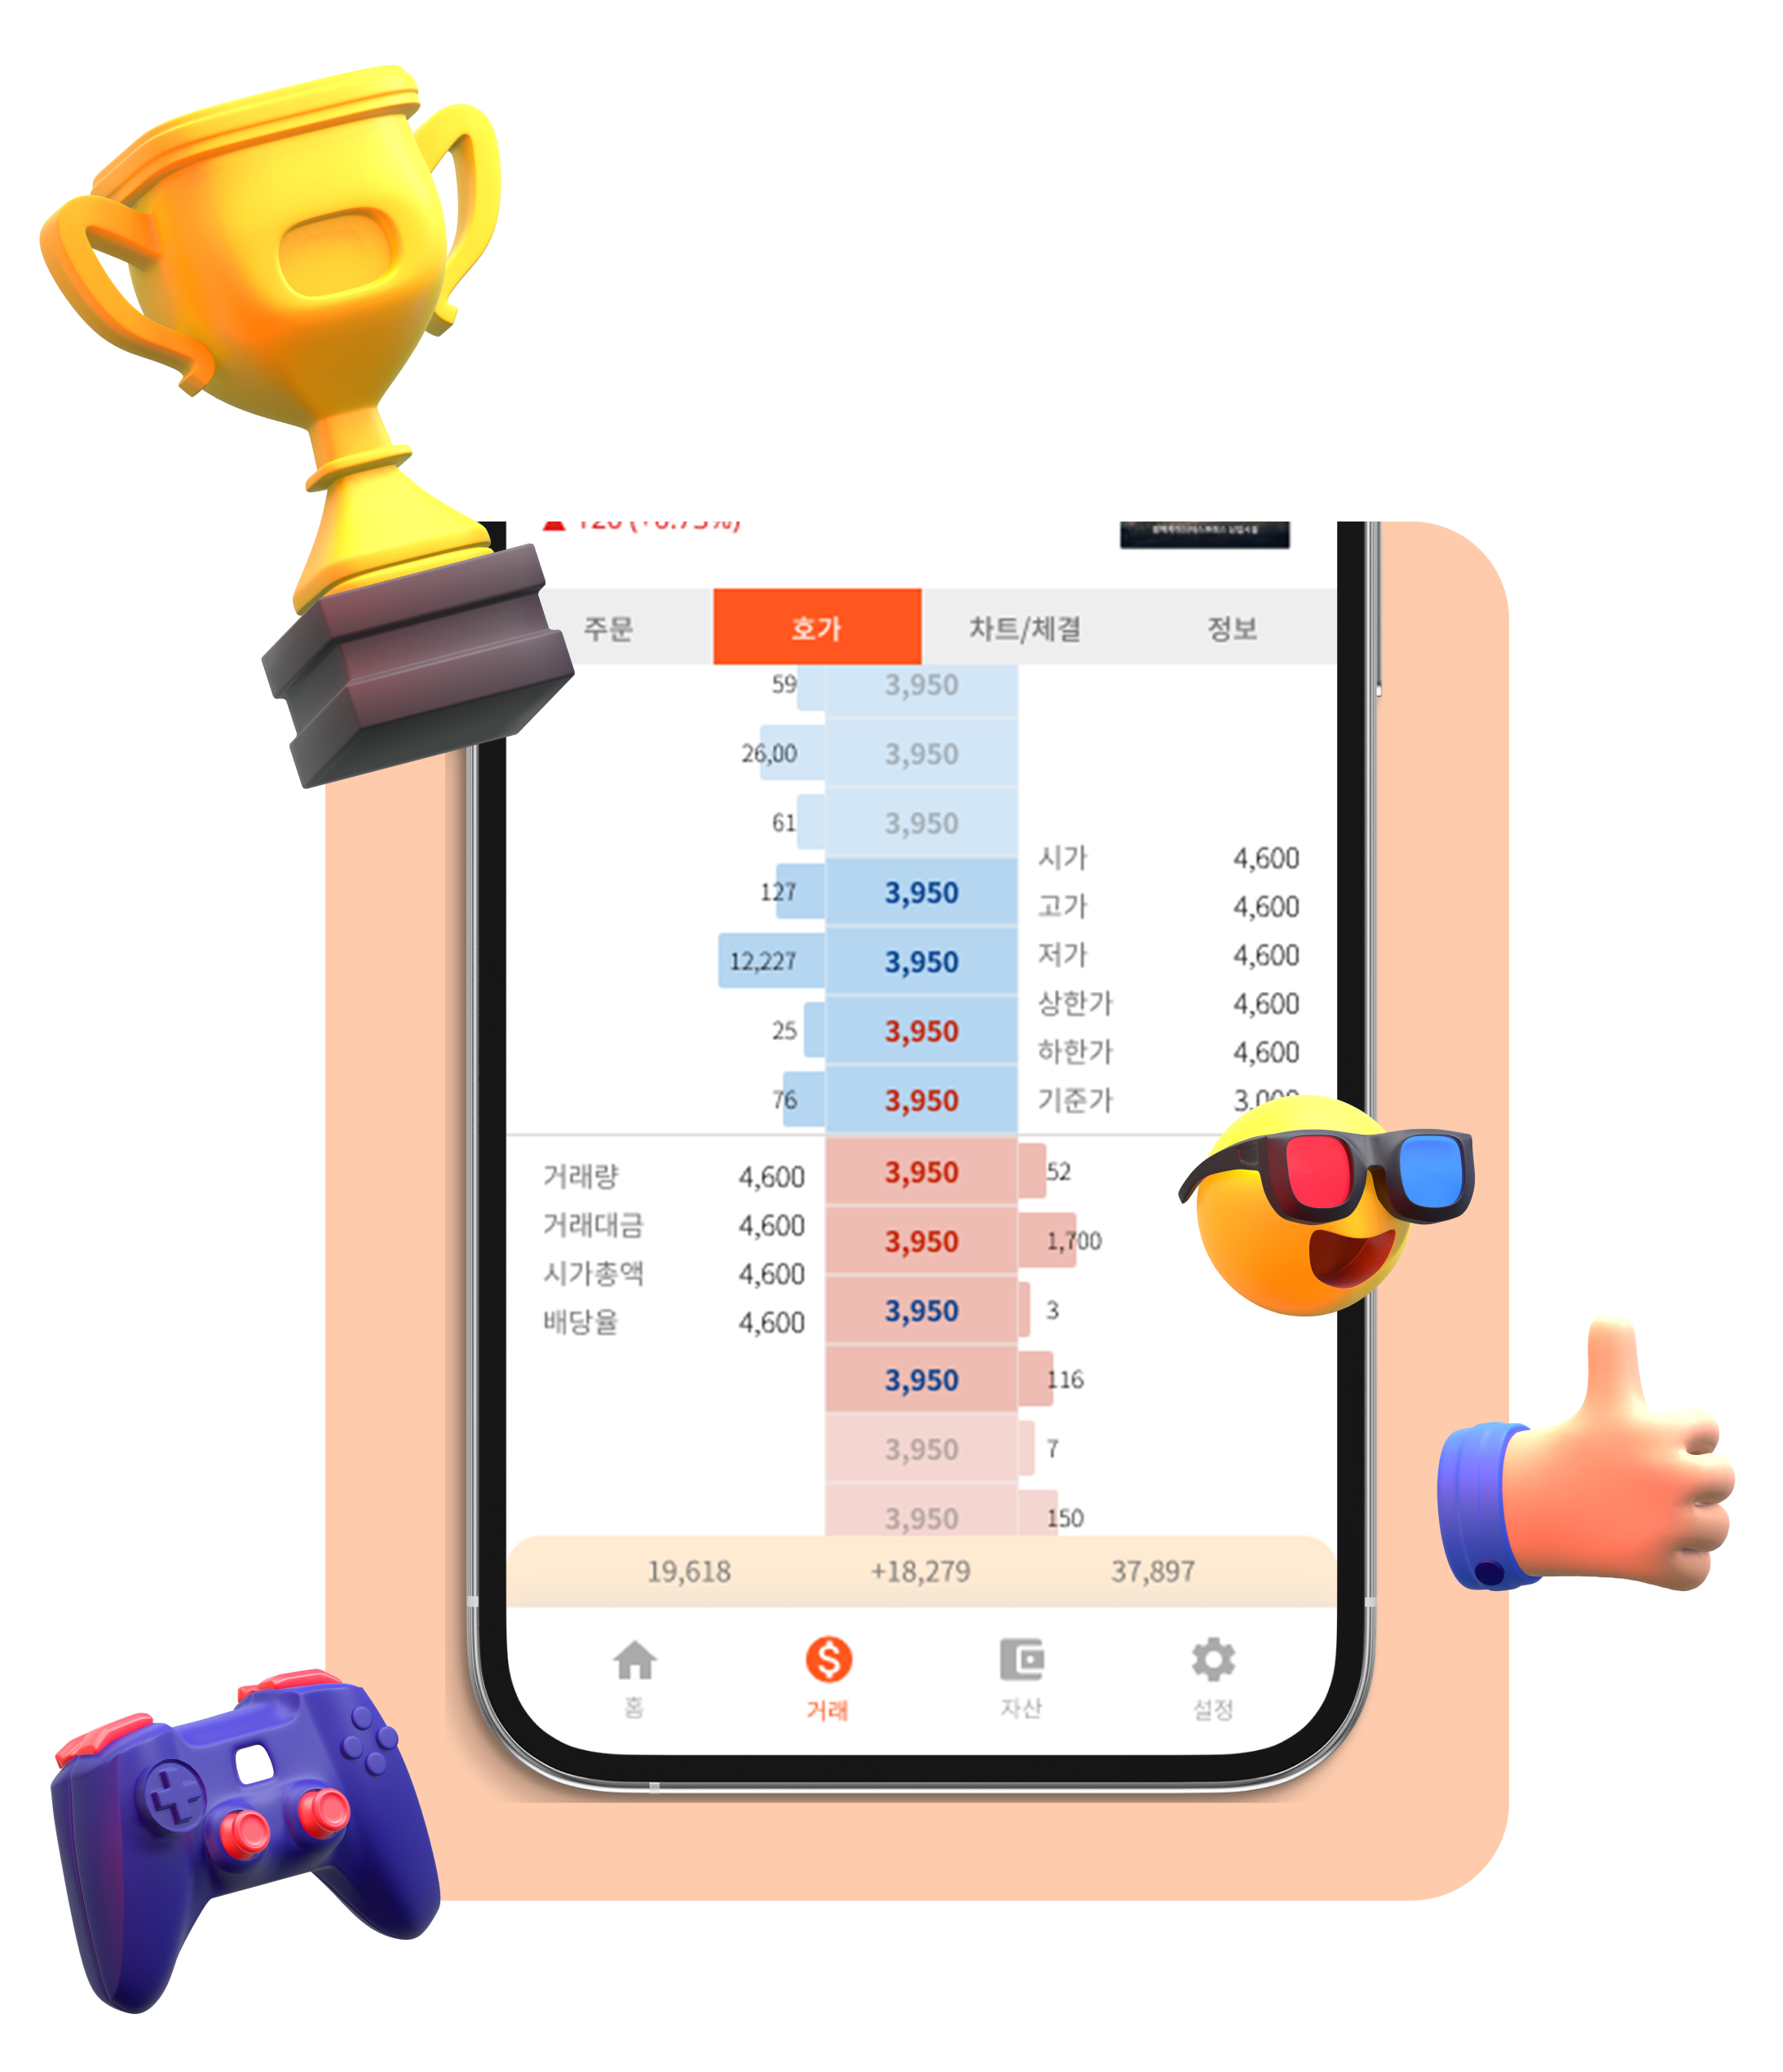 주문 호가 차트/체결 정보
59 3,950
26,00 3,950
61 3,950
시가 4,600
127 3,950
고가 4,600
12,227 3,950
저가 4,600
상한가 4,600
25 3,950
하한가 4,600
76 3,950
기준가
거래량 4,600 3,950 52
거래대금 4,600 3,950 1,700
시가총액 4,600
3,950 3
배당율 4,600
3,950 116
3,950 7
3,950 150
19,618 +18,279 37,897
홈 거래 자산 설정